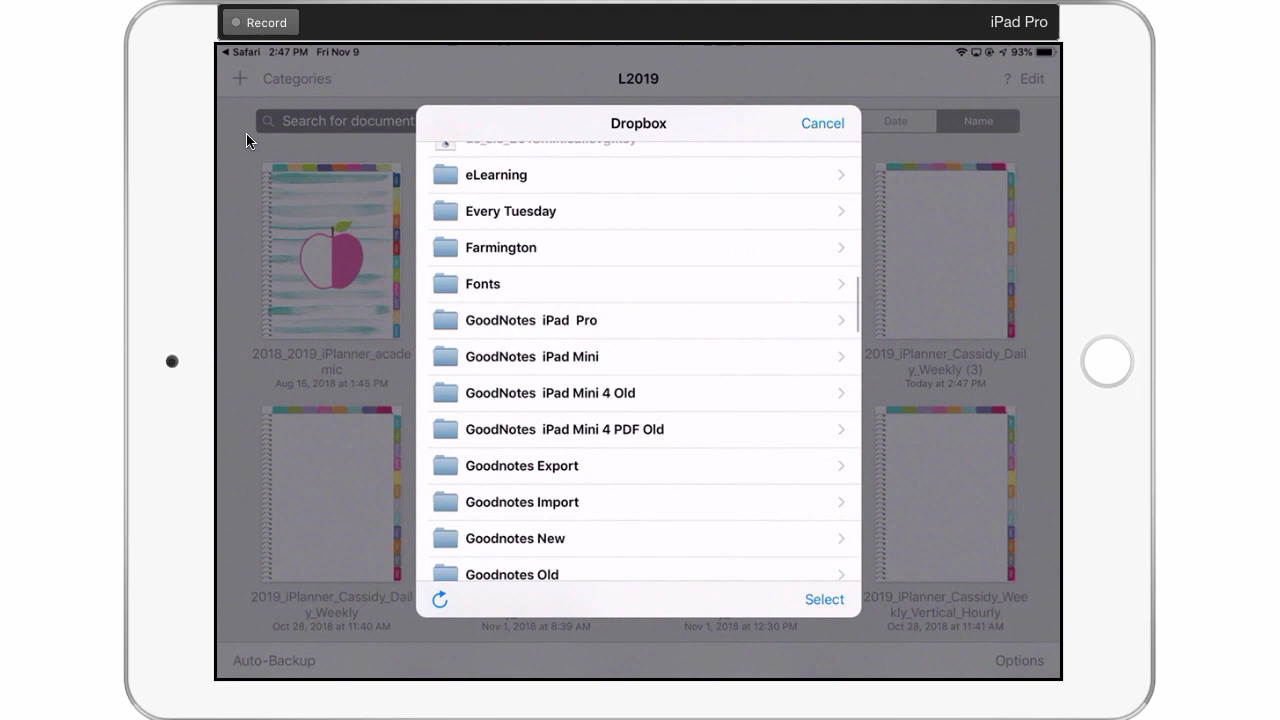 Record
iPad Pro
Safari 2:47 PM Fri Nov 9
93%
Categories
L2019
? Edit
Search for document
Date
Name
Dropbox
Cancel
eLearning
Every Tuesday
Farmington
Fonts
GoodNotes iPad Pro
GoodNotes iPad Mini
GoodNotes iPad Mini 4 Old
GoodNotes iPad Mini 4 PDF Old
Goodnotes Export
Goodnotes Import
Goodnotes New
Goodnotes Old
Select
2018_2019_iPlanner_acade
mic
Aug 15, 2018 at 1:45 PM
2019_iPlanner_Cassidy_Dail
y_Weekly (3)
Today at 2:47 PM
2019_iPlanner_Cassidy_Dail
y_Weekly
Oct 28, 2018 at 11:40 AM
Nov 1, 2018 at 8:39 AM
Nov 1, 2018 at 12:30 PM
2019_iPlanner_Cassidy_Wee
kly_Vertical_Hourly
Oct 28, 2018 at 11:41 AM
Auto-Backup
Options